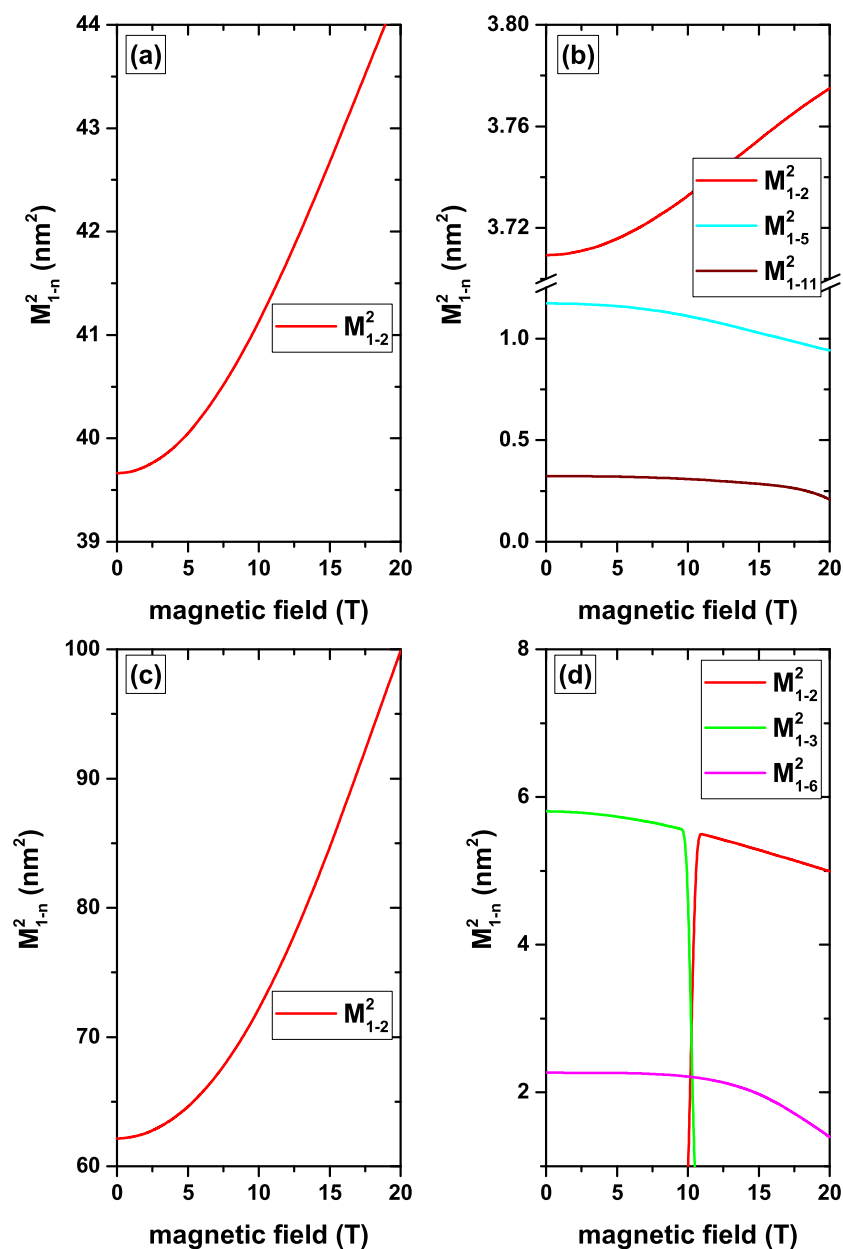 (a)
44
43
42
41
40
39
M²₁₋ₙ (nm²)
M²₁₋₂
0 5 10 15 20
magnetic field (T)
(b)
3.80
3.76
3.72
1.0
0.5
0.0
M²₁₋ₙ (nm²)
M²₁₋₂
M²₁₋₅
M²₁₋₁₁
0 5 10 15 20
magnetic field (T)
(c)
100
90
80
70
60
M²₁₋ₙ (nm²)
M²₁₋₂
0 5 10 15 20
magnetic field (T)
(d)
8
6
4
2
M²₁₋ₙ (nm²)
M²₁₋₂
M²₁₋₃
M²₁₋₆
0 5 10 15 20
magnetic field (T)